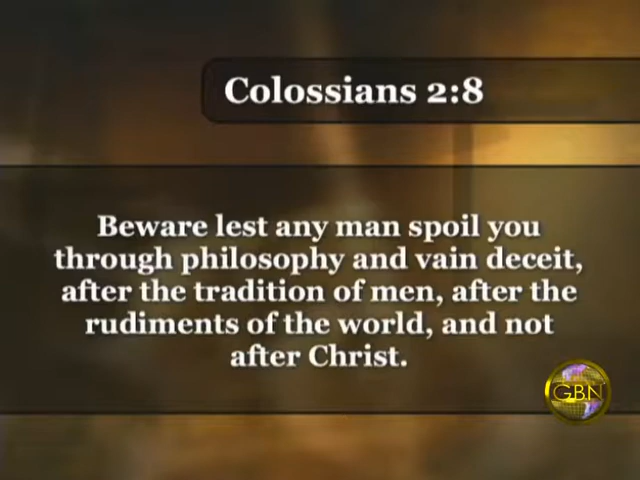 Colossians 2:8
Beware lest any man spoil you
through philosophy and vain deceit,
after the tradition of men, after the
rudiments of the world, and not
after Christ.
GBN